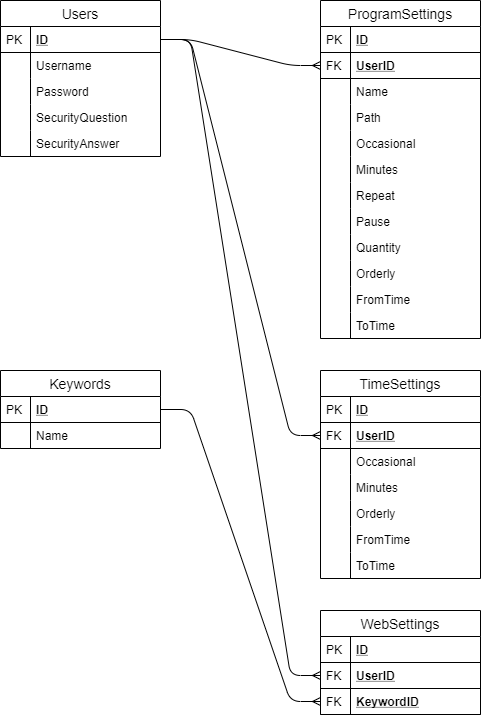 Users
PK ID
Username
Password
SecurityQuestion
SecurityAnswer
ProgramSettings
PK ID
FK UserID
Name
Path
Occasional
Minutes
Repeat
Pause
Quantity
Orderly
FromTime
ToTime
Keywords
PK ID
Name
TimeSettings
PK ID
FK UserID
Occasional
Minutes
Orderly
FromTime
ToTime
WebSettings
PK ID
FK UserID
FK KeywordID